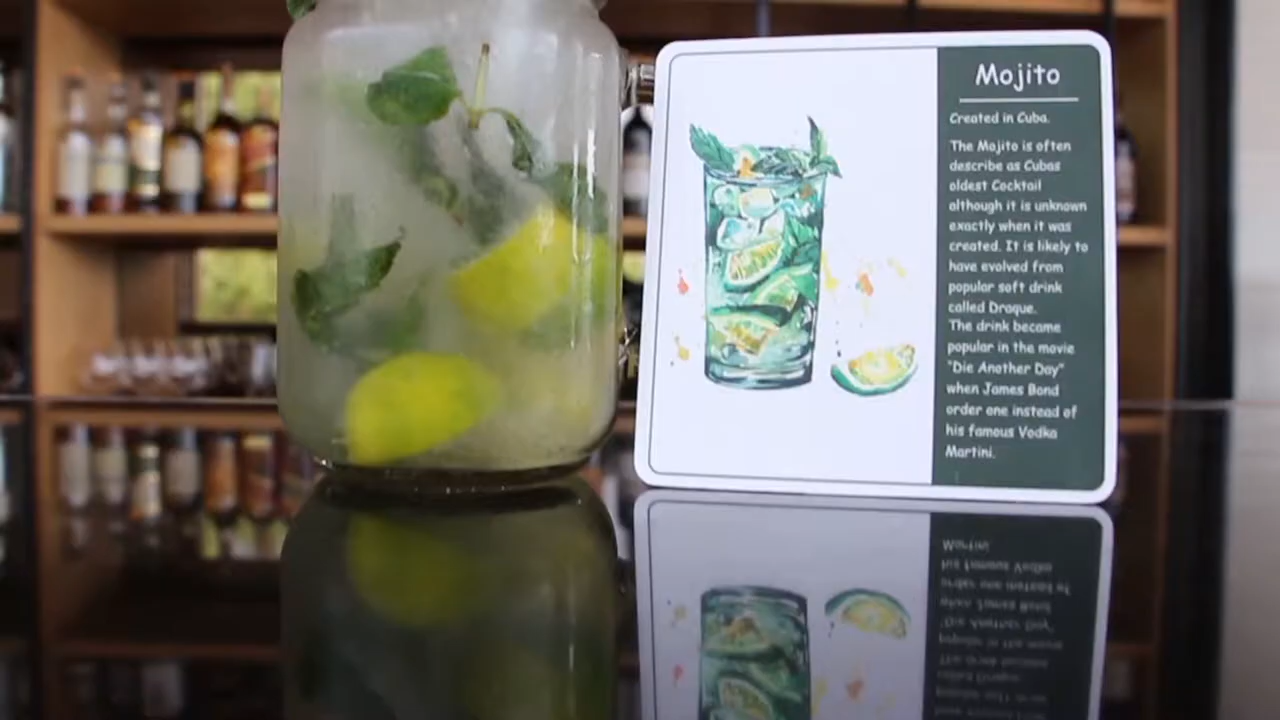 Mojito
Created in Cuba.
The Mojito is often
describe as Cubas
oldest Cocktail
although it is unknown
exactly when it was
created. It is likely to
have evolved from
popular soft drink
called Draque.
The drink became
popular in the movie
"Die Another Day"
when James Bond
order one instead of
his famous Vodka
Martini.